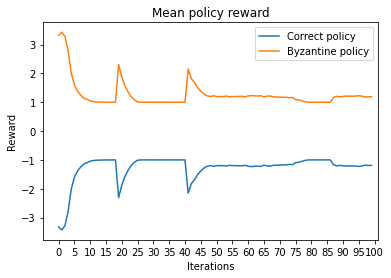 Mean policy reward
Correct policy
Byzantine policy
Reward
3
2
1
0
−1
−2
−3
0 5 10 15 20 25 30 35 40 45 50 55 60 65 70 75 80 85 90 95 100
Iterations